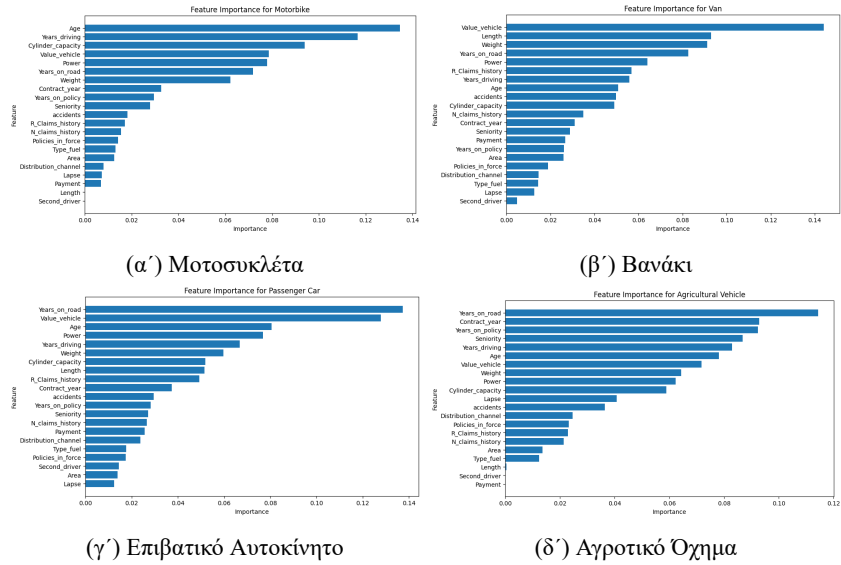 Feature Importance for Motorbike
Feature
Age
Years_driving
Cylinder_capacity
Value_vehicle
Power
Years_on_road
Weight
Contract_year
Years_on_policy
Seniority
accidents
R_Claims_history
N_claims_history
Policies_in_force
Type_fuel
Area
Distribution_channel
Lapse
Payment
Length
Second_driver
0.00 0.02 0.04 0.06 0.08 0.10 0.12 0.14
Importance
(α΄) Μοτοσυκλέτα
Feature Importance for Van
Feature
Value_vehicle
Length
Weight
Years_on_road
Power
R_Claims_history
Years_driving
Age
accidents
Cylinder_capacity
N_claims_history
Contract_year
Seniority
Payment
Years_on_policy
Area
Policies_in_force
Distribution_channel
Type_fuel
Lapse
Second_driver
0.00 0.02 0.04 0.06 0.08 0.10 0.12 0.14
Importance
(β΄) Βανάκι
Feature Importance for Passenger Car
Feature
Years_on_road
Value_vehicle
Age
Power
Years_driving
Weight
Cylinder_capacity
Length
R_Claims_history
Contract_year
accidents
Years_on_policy
Seniority
N_claims_history
Payment
Distribution_channel
Type_fuel
Policies_in_force
Second_driver
Area
Lapse
0.00 0.02 0.04 0.06 0.08 0.10 0.12 0.14
Importance
(γ΄) Επιβατικό Αυτοκίνητο
Feature Importance for Agricultural Vehicle
Feature
Years_on_road
Contract_year
Years_on_policy
Seniority
Years_driving
Age
Value_vehicle
Weight
Power
Cylinder_capacity
Lapse
accidents
Distribution_channel
Policies_in_force
R_Claims_history
N_claims_history
Area
Type_fuel
Length
Second_driver
Payment
0.00 0.02 0.04 0.06 0.08 0.10 0.12
Importance
(δ΄) Αγροτικό Όχημα